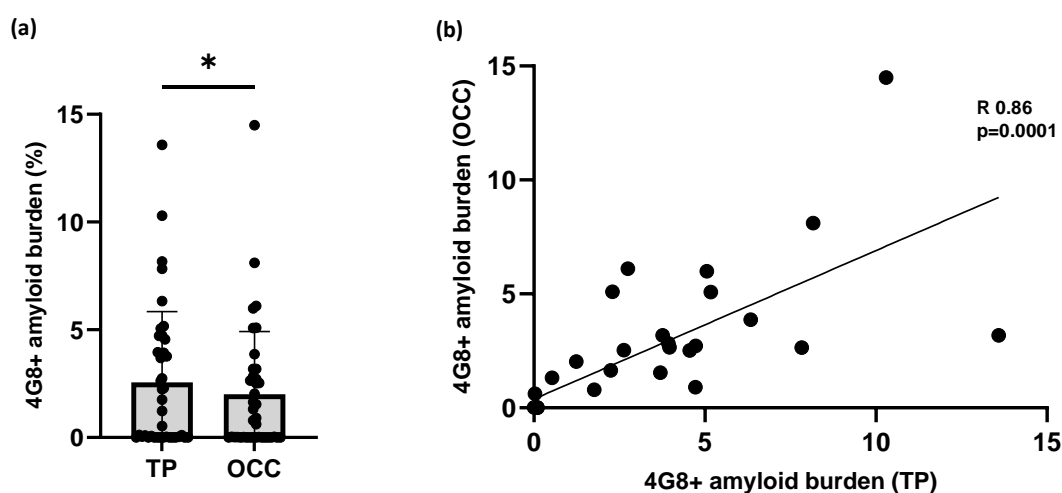 (a)
*
4G8+ amyloid burden (%)
15
10
5
0
TP
OCC
(b)
4G8+ amyloid burden (OCC)
15
10
5
0
R 0.86
p=0.0001
0
5
10
15
4G8+ amyloid burden (TP)